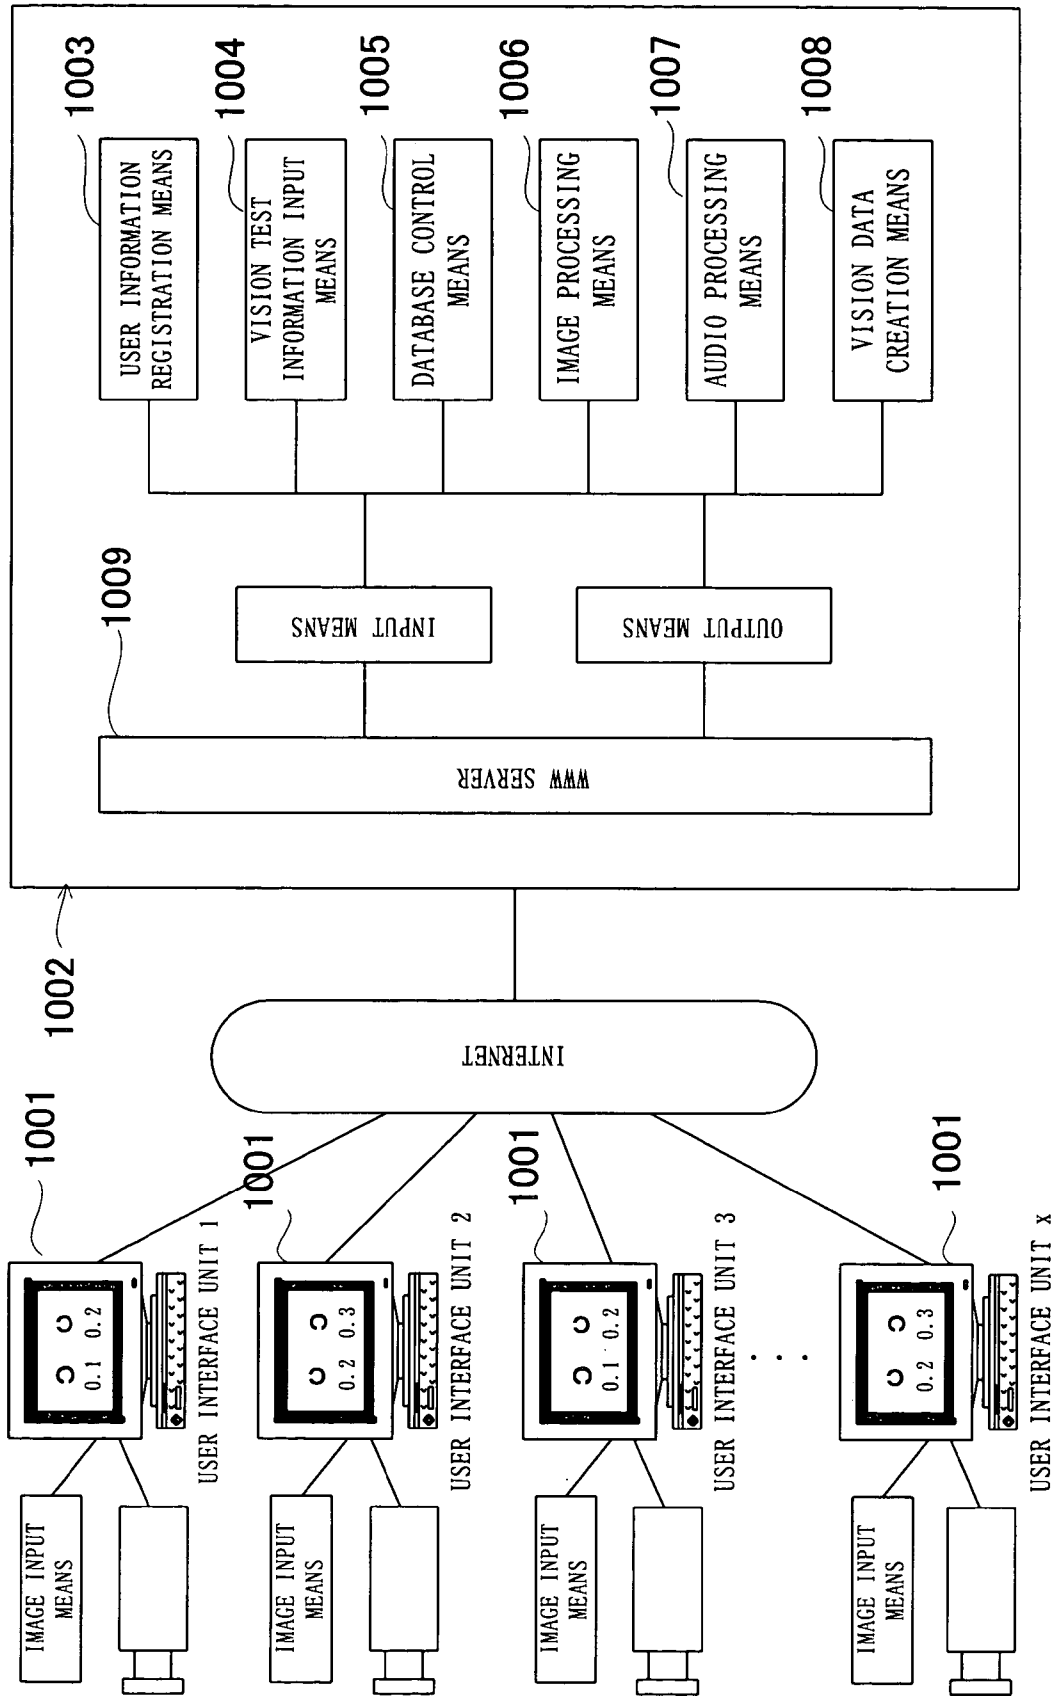 IMAGE INPUT
MEANS
0.1 0.2
1001
USER INTERFACE UNIT 1
IMAGE INPUT
MEANS
0.2 0.3
1001
USER INTERFACE UNIT 2
IMAGE INPUT
MEANS
0.1 0.2
1001
USER INTERFACE UNIT 3
. . .
IMAGE INPUT
MEANS
0.2 0.3
1001
USER INTERFACE UNIT X
INTERNET
1002
WWW SERVER
1009
INPUT MEANS
OUTPUT MEANS
USER INFORMATION
REGISTRATION MEANS
1003
VISION TEST
INFORMATION INPUT
MEANS
1004
DATABASE CONTROL
MEANS
1005
IMAGE PROCESSING
MEANS
1006
AUDIO PROCESSING
MEANS
1007
VISION DATA
CREATION MEANS
1008